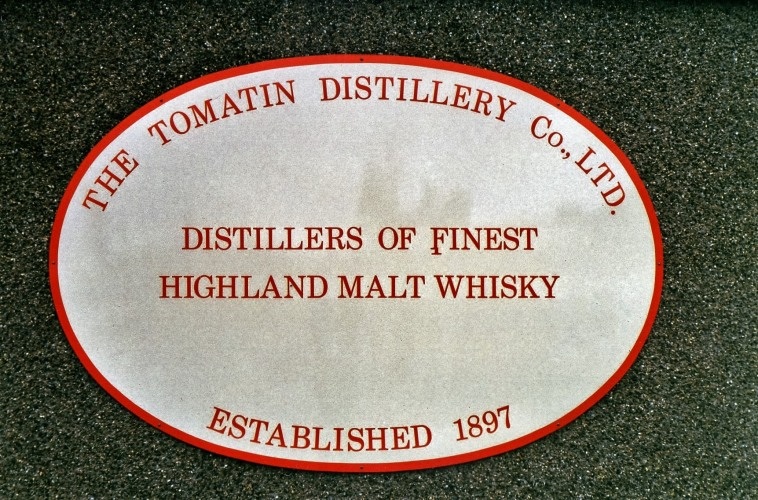 THE TOMATIN DISTILLERY Co., LTD.
DISTILLERS OF FINEST
HIGHLAND MALT WHISKY
ESTABLISHED 1897